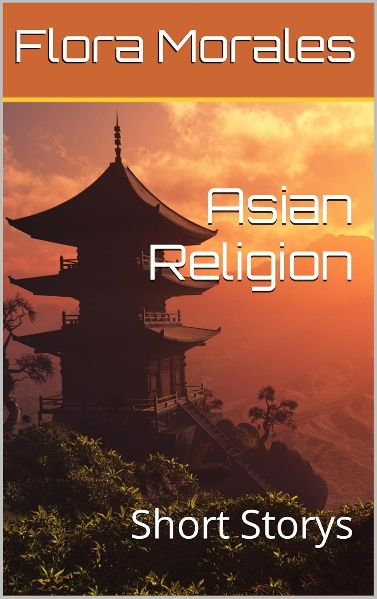 Flora Morales
Asian
Religion
Short Storys